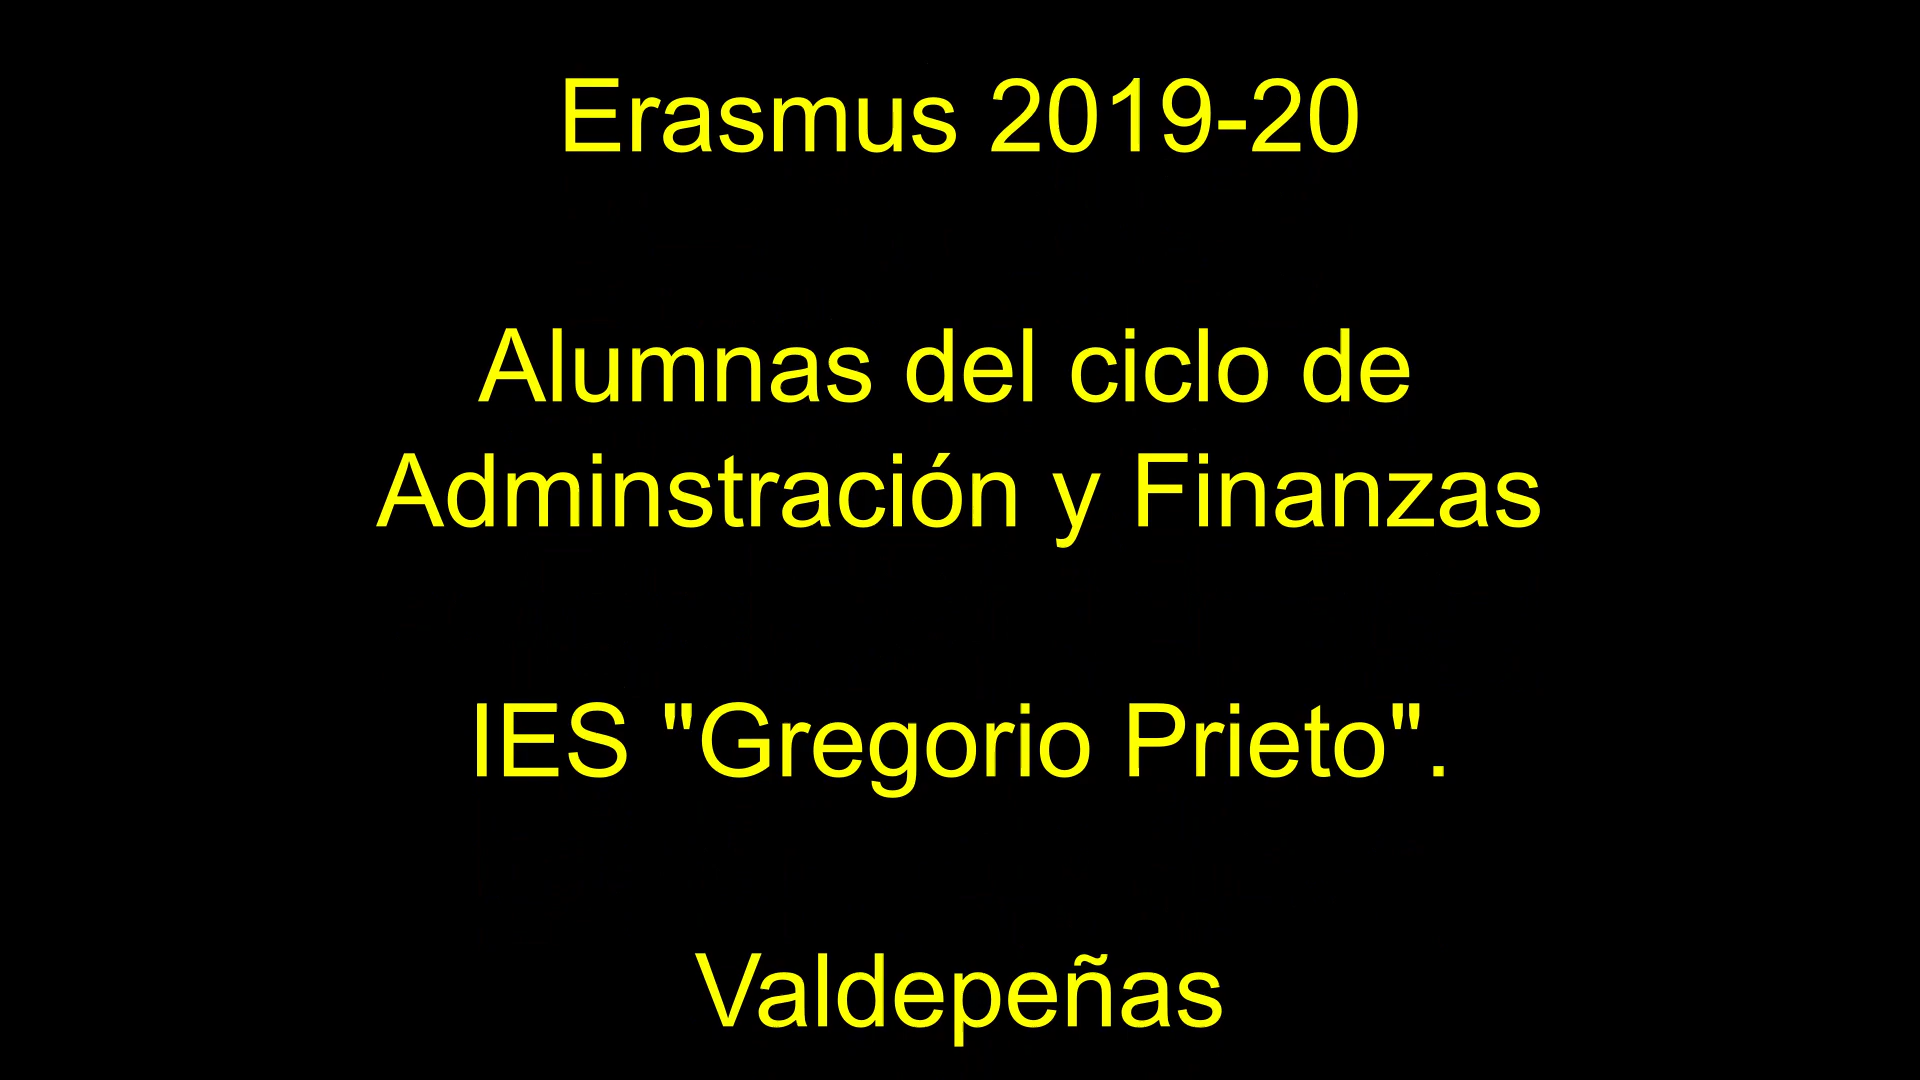 Erasmus 2019-20
Alumnas del ciclo de
Adminstración y Finanzas
IES "Gregorio Prieto".
Valdepeñas